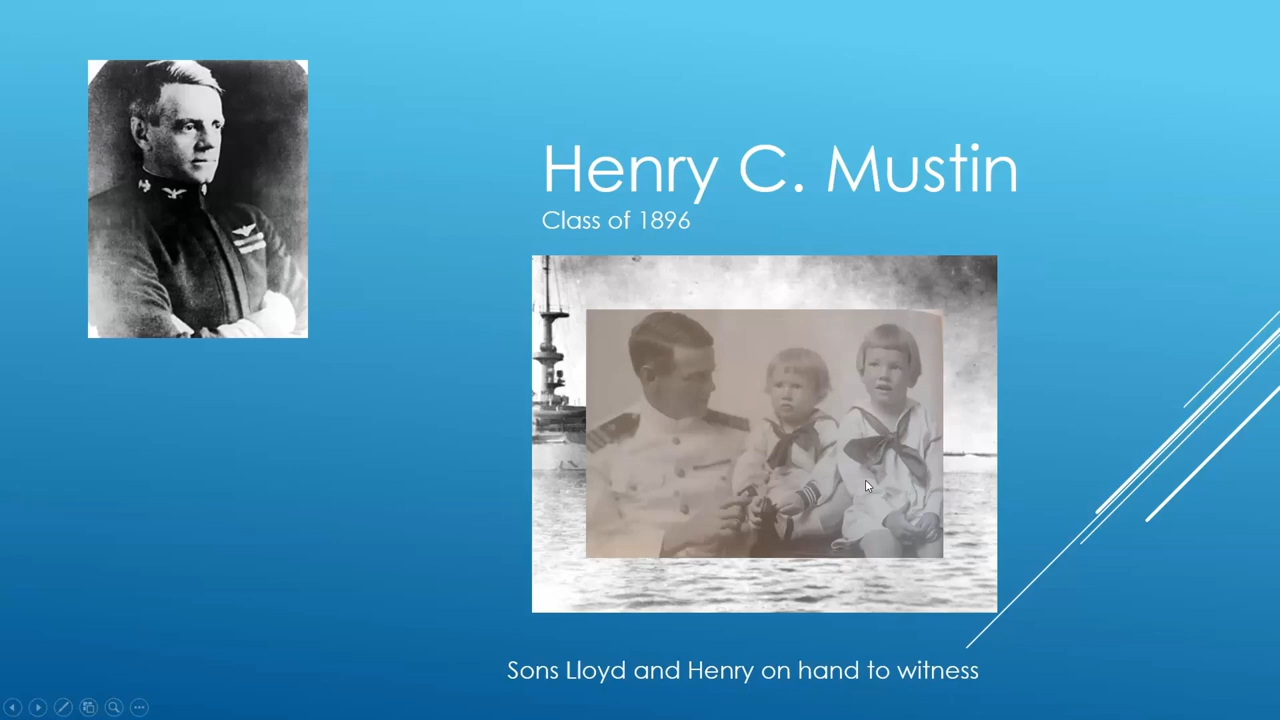 Henry C. Mustin
Class of 1896
Sons Lloyd and Henry on hand to witness